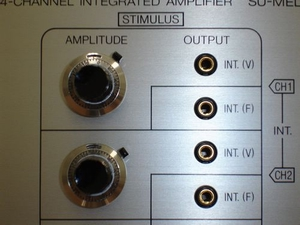 4-CHANNEL INTEGRATED AMPLIFIER
STIMULUS
AMPLITUDE OUTPUT
INT. (V)
CH1
INT. (F)
INT.
INT. (V)
CH2
INT. (F)